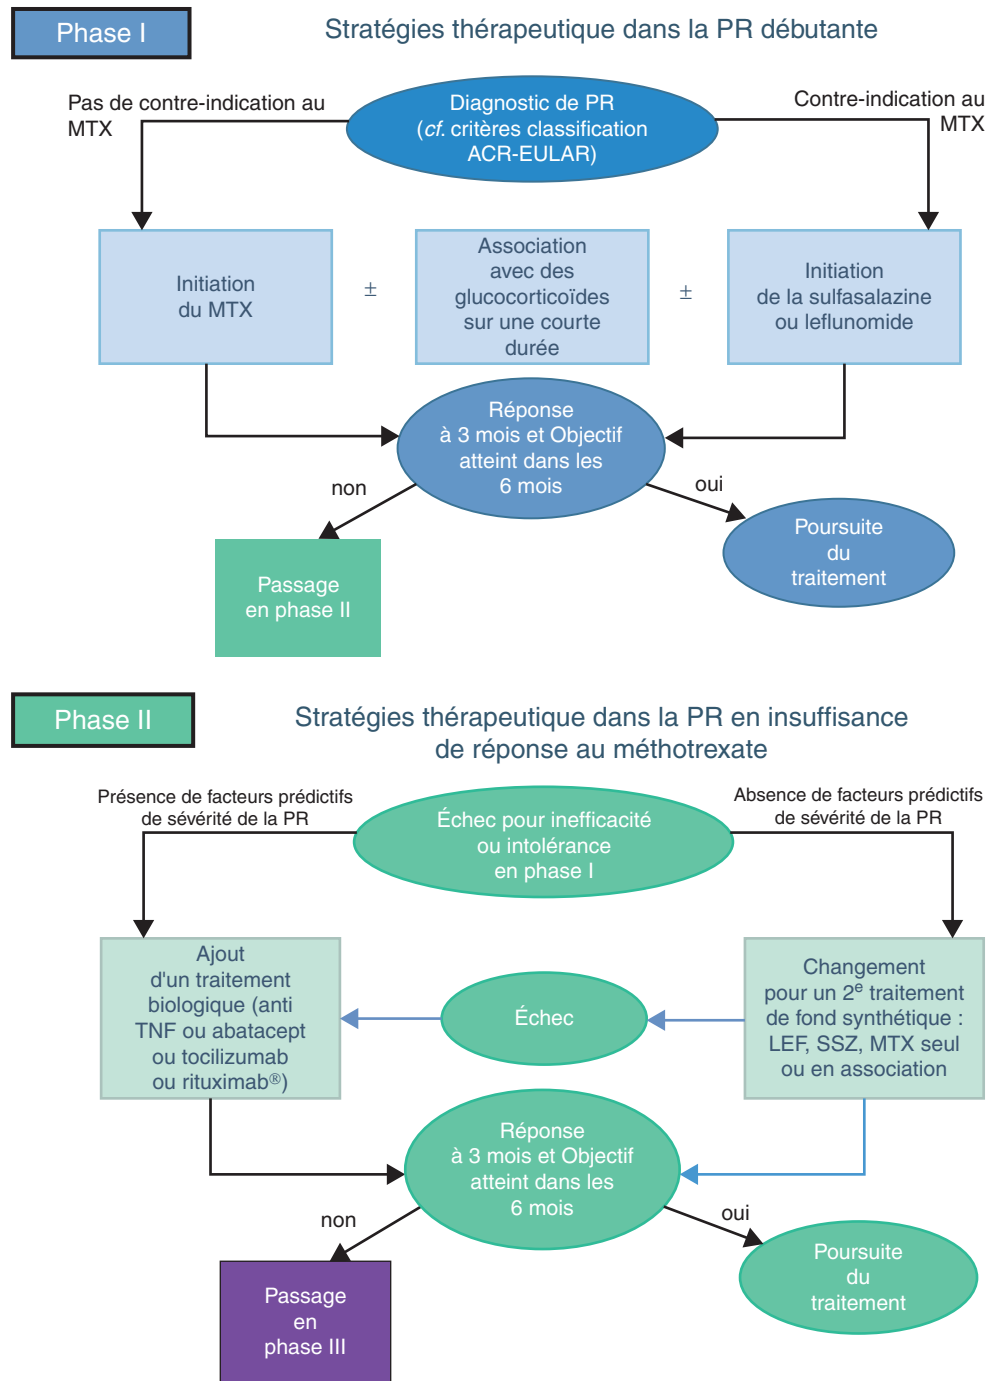 Phase I
Stratégies thérapeutique dans la PR débutante
Pas de contre-indication au
MTX
Diagnostic de PR
(cf. critères classification
ACR-EULAR)
Contre-indication au
MTX
Initiation
du MTX
±
Association
avec des
glucocorticoïdes
sur une courte
durée
±
Initiation
de la sulfasalazine
ou leflunomide
Réponse
à 3 mois et Objectif
atteint dans les
6 mois
non
oui
Passage
en phase II
Poursuite
du
traitement
Phase II
Stratégies thérapeutique dans la PR en insuffisance
de réponse au méthotrexate
Présence de facteurs prédictifs
de sévérité de la PR
Échec pour inefficacité
ou intolérance
en phase I
Absence de facteurs prédictifs
de sévérité de la PR
Ajout
d'un traitement
biologique (anti
TNF ou abatacept
ou tocilizumab
ou rituximab®)
Échec
Changement
pour un 2e traitement
de fond synthétique :
LEF, SSZ, MTX seul
ou en association
Réponse
à 3 mois et Objectif
atteint dans les
6 mois
non
oui
Passage
en
phase III
Poursuite
du
traitement